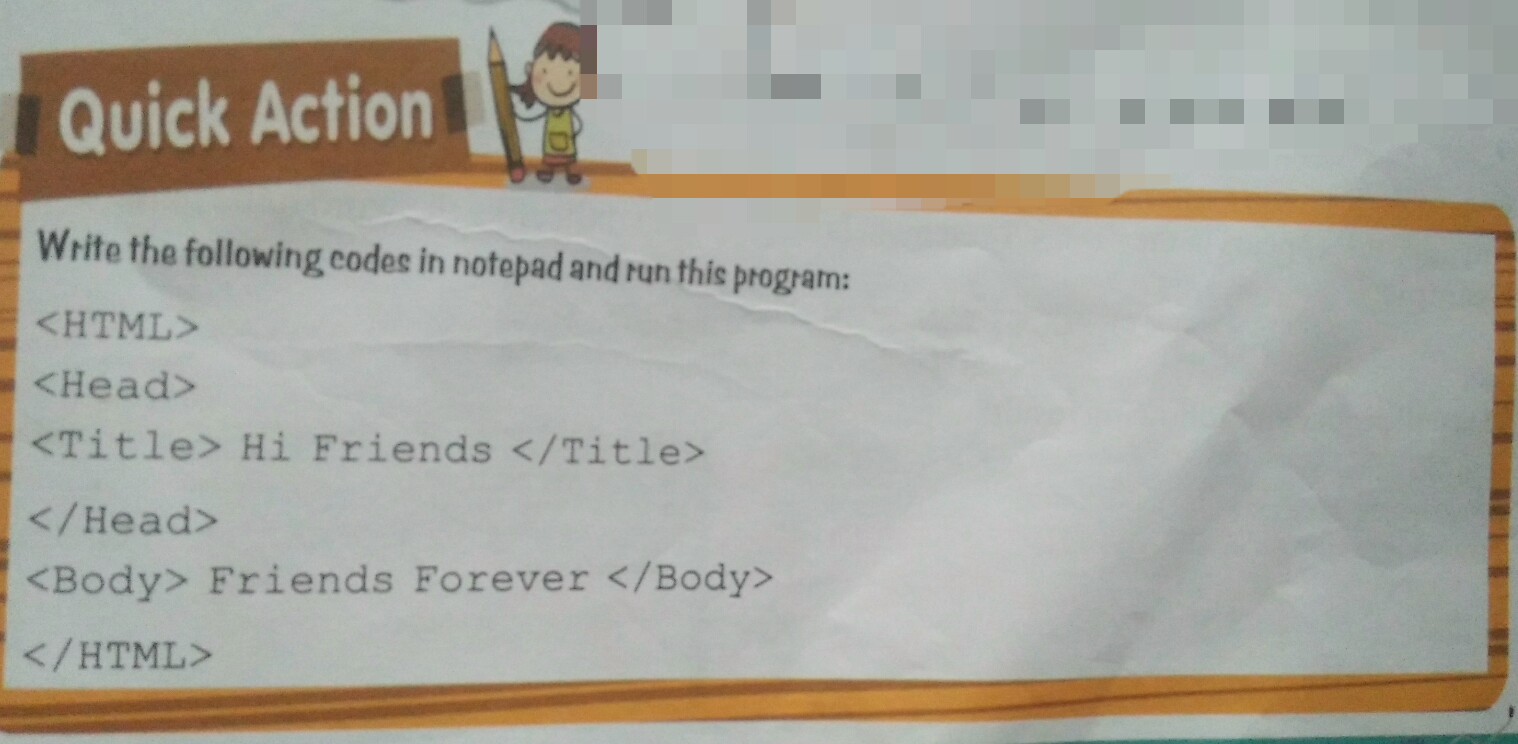 Quick Action
Write the following codes in notepad and run this program:
<HTML>
<Head>
<Title> Hi Friends </Title>
</Head>
<Body> Friends Forever </Body>
</HTML>